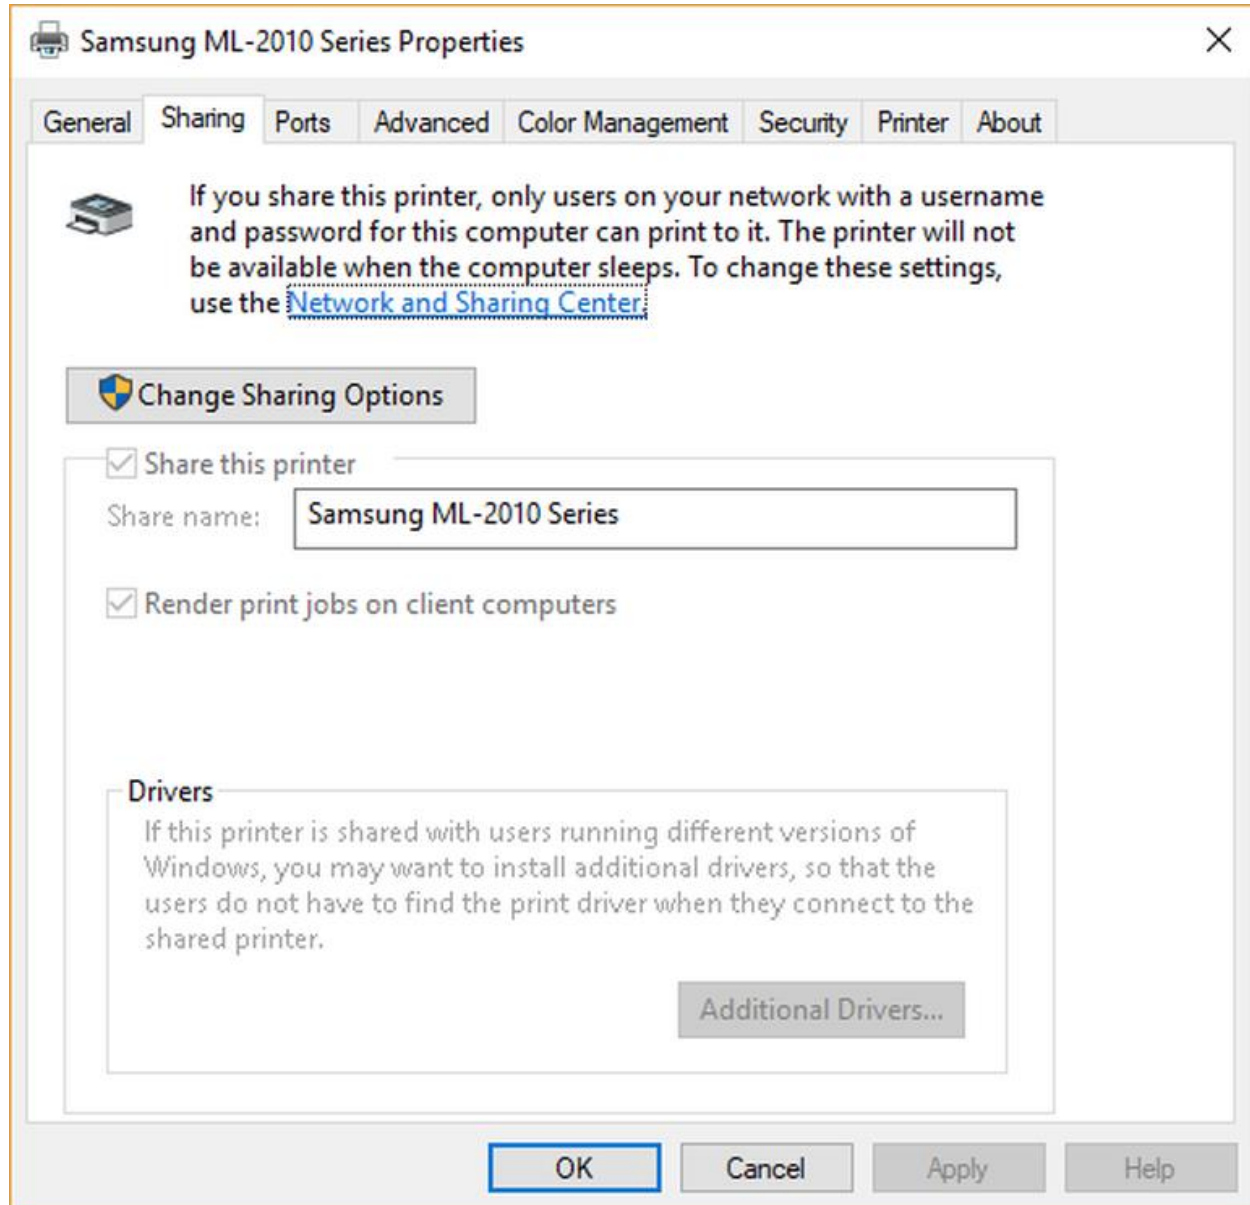 Samsung ML-2010 Series Properties
General Sharing Ports Advanced Color Management Security Printer About
If you share this printer, only users on your network with a username
and password for this computer can print to it. The printer will not
be available when the computer sleeps. To change these settings,
use the Network and Sharing Center.
Change Sharing Options
Share this printer
Share name: Samsung ML-2010 Series
Render print jobs on client computers
Drivers
If this printer is shared with users running different versions of
Windows, you may want to install additional drivers, so that the
users do not have to find the print driver when they connect to the
shared printer.
Additional Drivers...
OK Cancel Apply Help